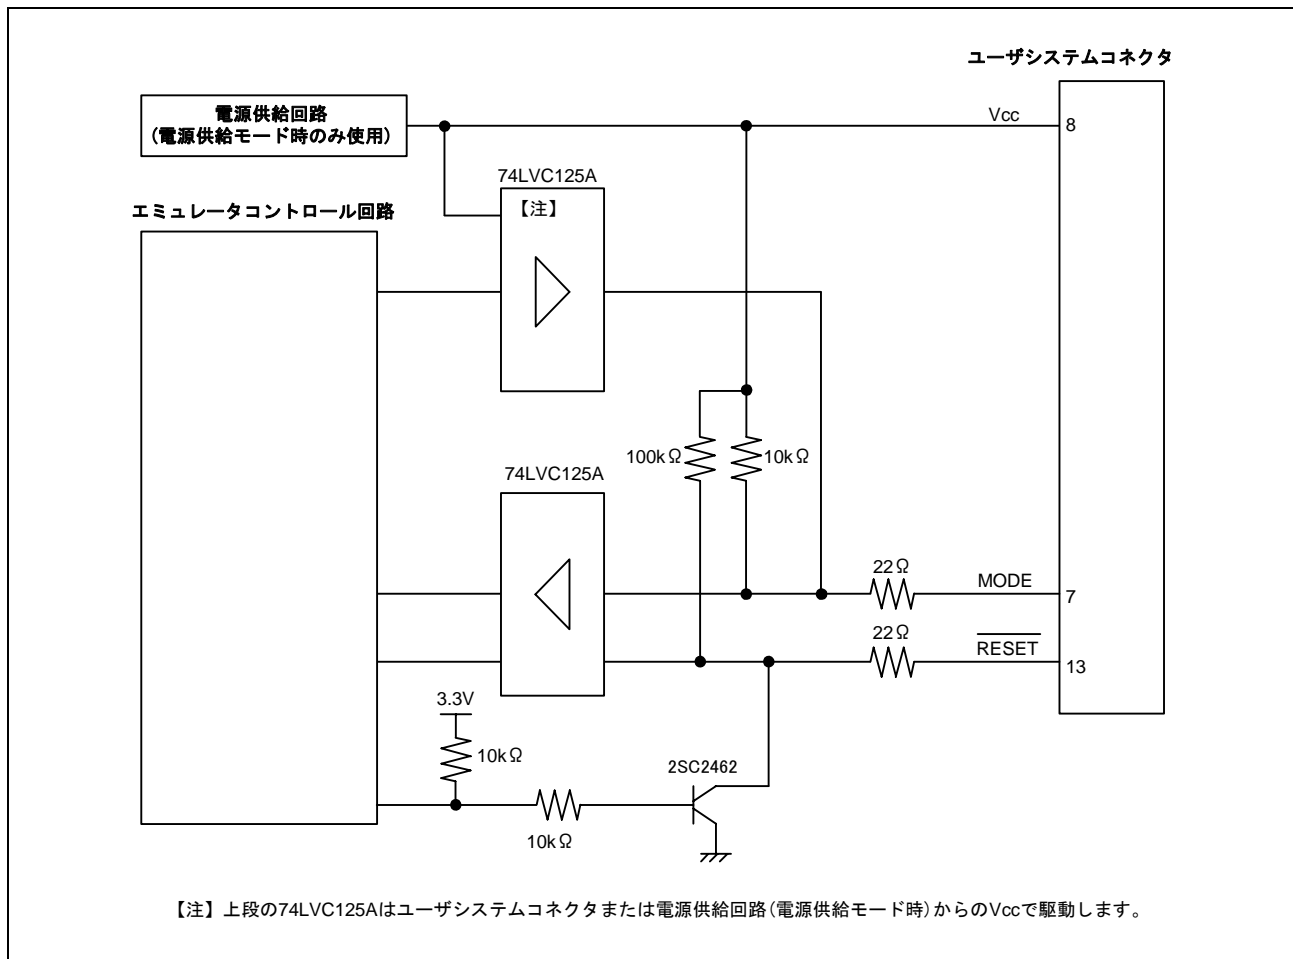 ユーザシステムコネクタ
電源供給回路
(電源供給モード時のみ使用)
Vcc
8
74LVC125A
【注】
エミュレータコントロール回路
100kΩ
10kΩ
74LVC125A
22Ω
MODE
7
22Ω
RESET
13
3.3V
10kΩ
2SC2462
10kΩ
【注】上段の74LVC125Aはユーザシステムコネクタまたは電源供給回路(電源供給モード時)からのVccで駆動します。